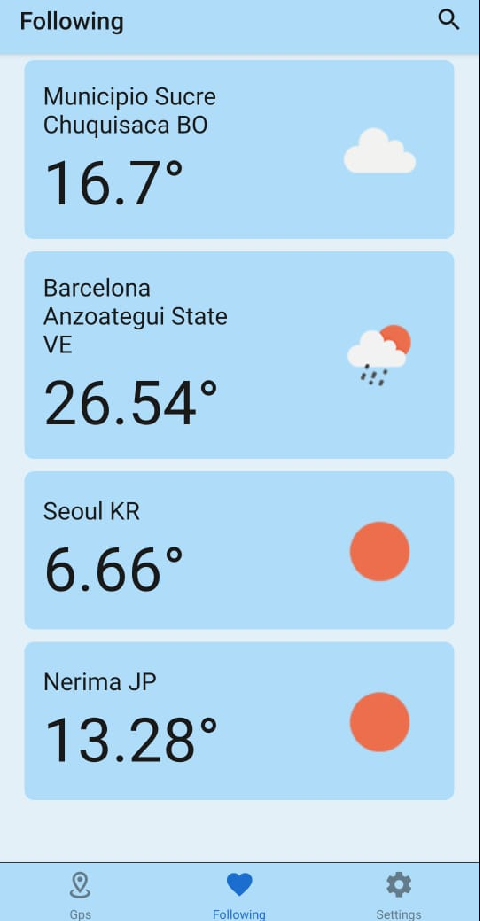 Following
Municipio Sucre
Chuquisaca BO
16.7°
Barcelona
Anzoategui State
VE
26.54°
Seoul KR
6.66°
Nerima JP
13.28°
Gps
Following
Settings